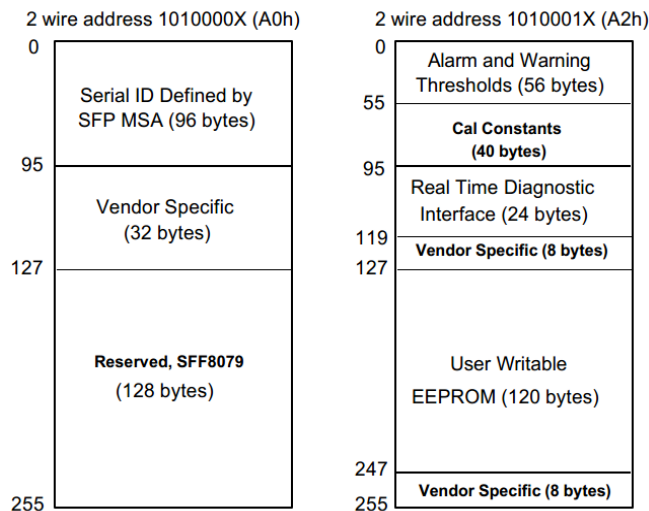 2 wire address 1010000X (A0h)
0
Serial ID Defined by
SFP MSA (96 bytes)
95
Vendor Specific
(32 bytes)
127
Reserved, SFF8079
(128 bytes)
255
2 wire address 1010001X (A2h)
0
Alarm and Warning
Thresholds (56 bytes)
55
Cal Constants
(40 bytes)
95
Real Time Diagnostic
Interface (24 bytes)
119
Vendor Specific (8 bytes)
127
User Writable
EEPROM (120 bytes)
247
Vendor Specific (8 bytes)
255